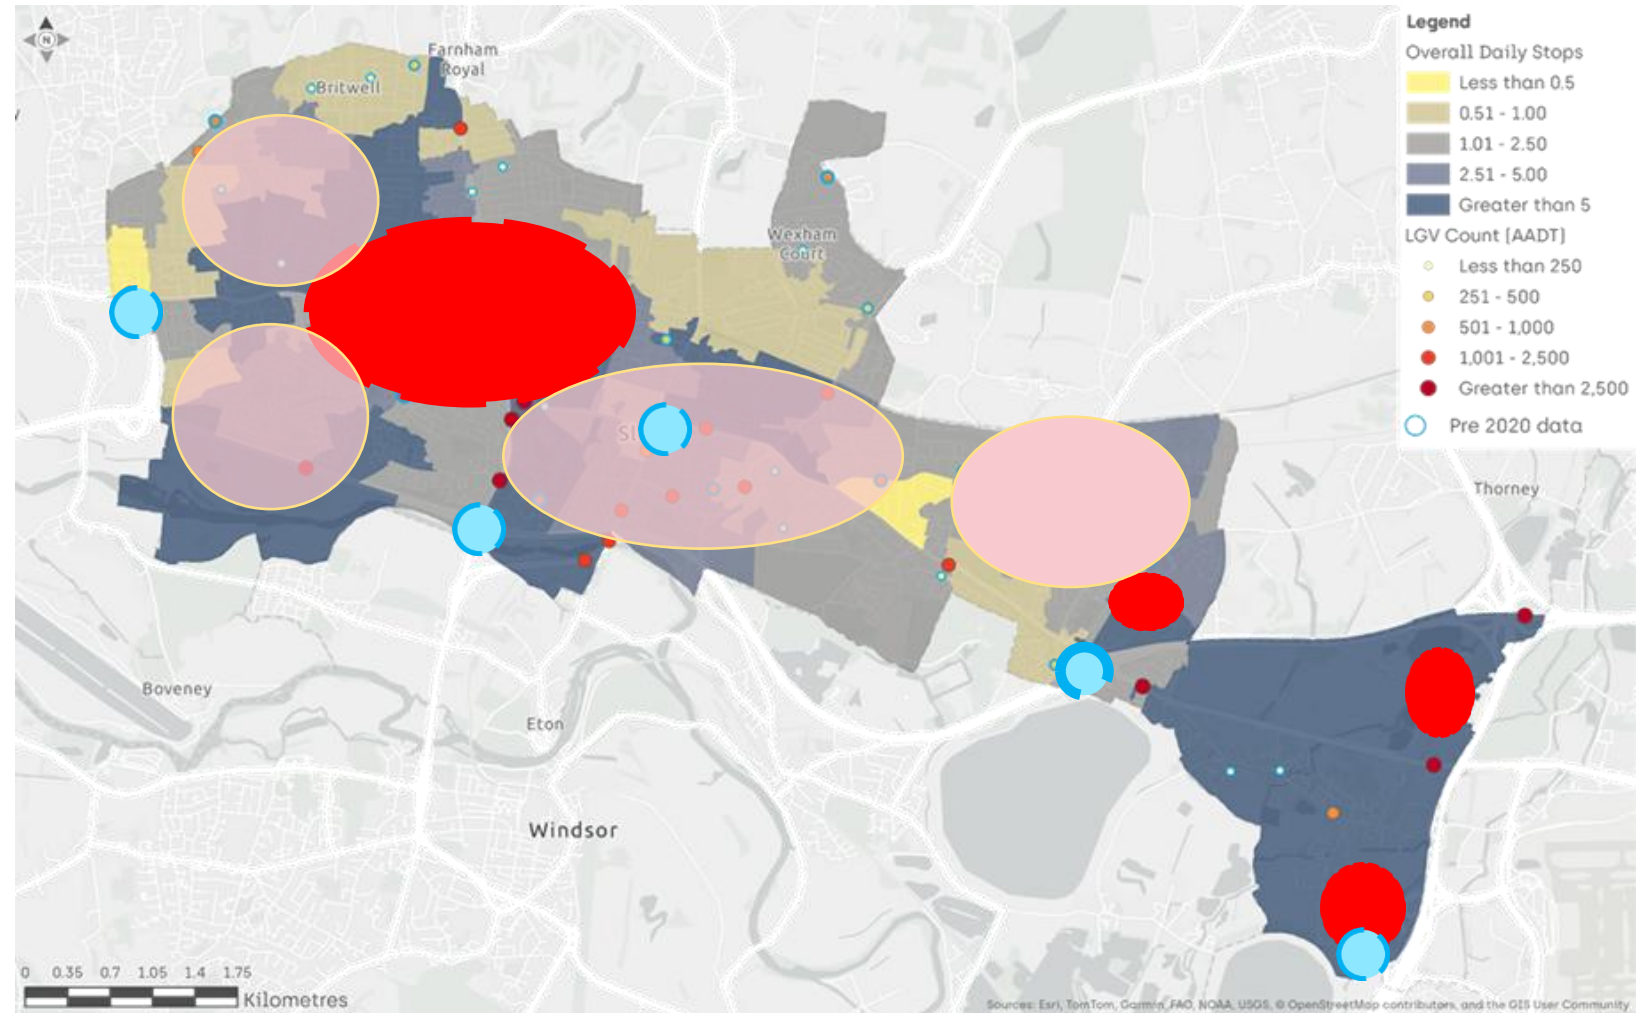 N
Farnham
Royal
Britwell
Wexham
Court
Sl
Thorney
Boveney
Eton
Windsor
Legend
Overall Daily Stops
Less than 0.5
0.51 - 1.00
1.01 - 2.50
2.51 - 5.00
Greater than 5
LGV Count (AADT)
Less than 250
251 - 500
501 - 1,000
1,001 - 2,500
Greater than 2,500
Pre 2020 data
0 0.35 0.7 1.05 1.4 1.75
Kilometres
Sources: Esri, TomTom, Garmin, FAO, NOAA, USGS, © OpenStreetMap contributors, and the GIS User Community